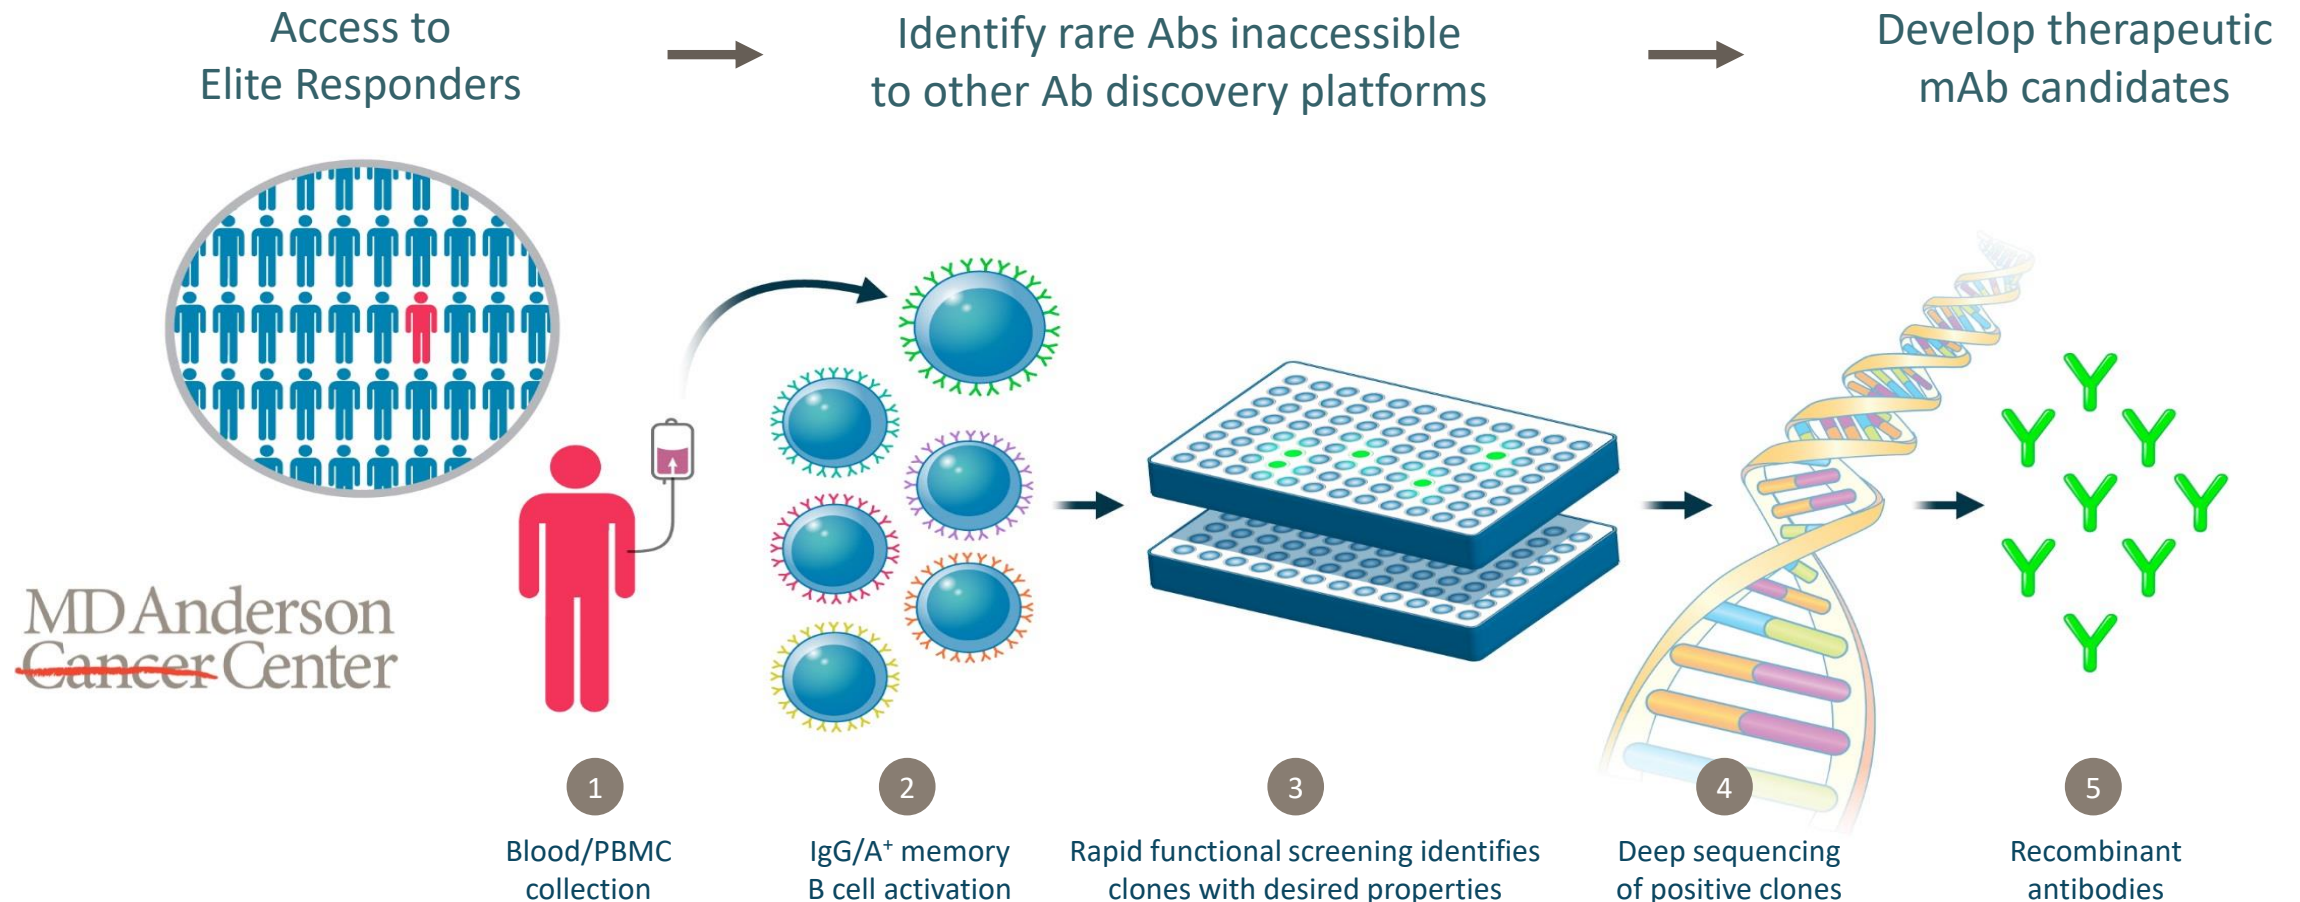 Access to
Elite Responders
Identify rare Abs inaccessible
to other Ab discovery platforms
Develop therapeutic
mAb candidates
MD Anderson
Cancer Center
1
Blood/PBMC
collection
2
IgG/A⁺ memory
B cell activation
3
Rapid functional screening identifies
clones with desired properties
4
Deep sequencing
of positive clones
5
Recombinant
antibodies